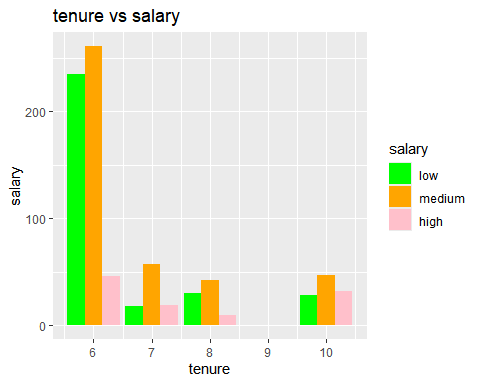 tenure vs salary
200
100
0
salary
6 7 8 9 10
tenure
salary
low
medium
high